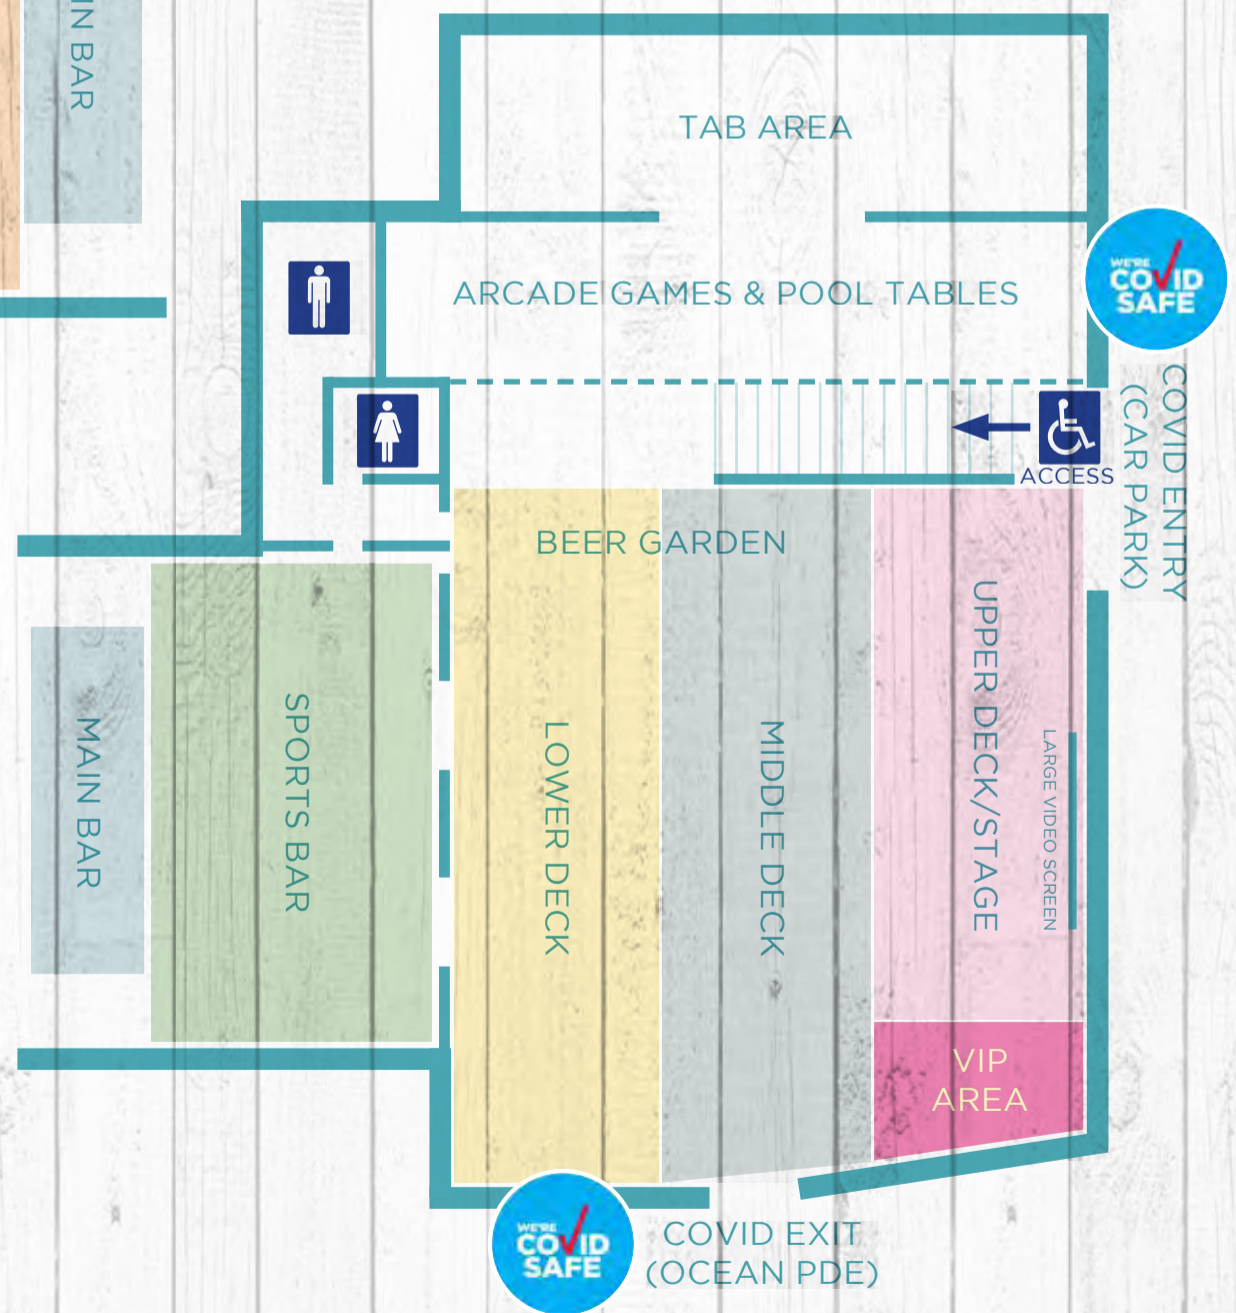 IN BAR
TAB AREA
ARCADE GAMES & POOL TABLES
WE'RE
COVID
SAFE
COVID ENTRY
(CAR PARK)
ACCESS
BEER GARDEN
MAIN BAR
SPORTS BAR
LOWER DECK
MIDDLE DECK
UPPER DECK/STAGE
LARGE VIDEO SCREEN
VIP
AREA
WE'RE
COVID
SAFE
COVID EXIT
(OCEAN PDE)